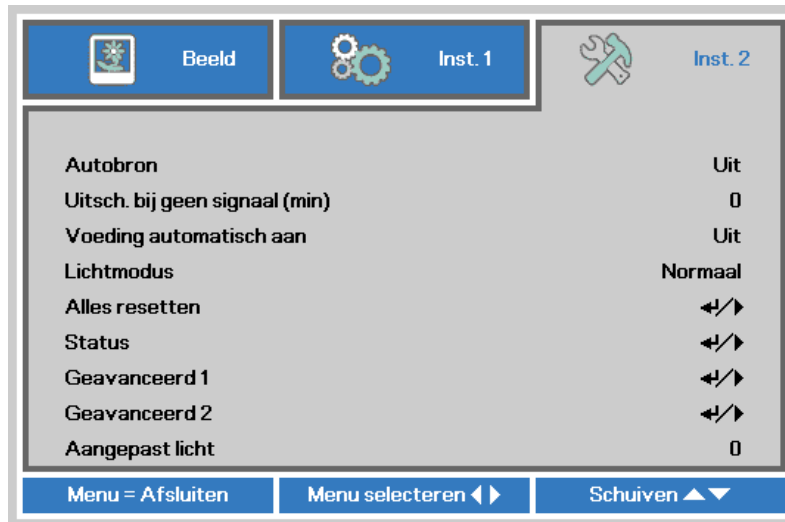 Beeld Inst. 1 Inst. 2
Autobron Uit
Uitsch. bij geen signaal (min) 0
Voeding automatisch aan Uit
Lichtmodus Normaal
Alles resetten ↵/▶
Status ↵/▶
Geavanceerd 1 ↵/▶
Geavanceerd 2 ↵/▶
Aangepast licht 0
Menu = Afsluiten Menu selecteren ◀▶ Schuiven ▲▼